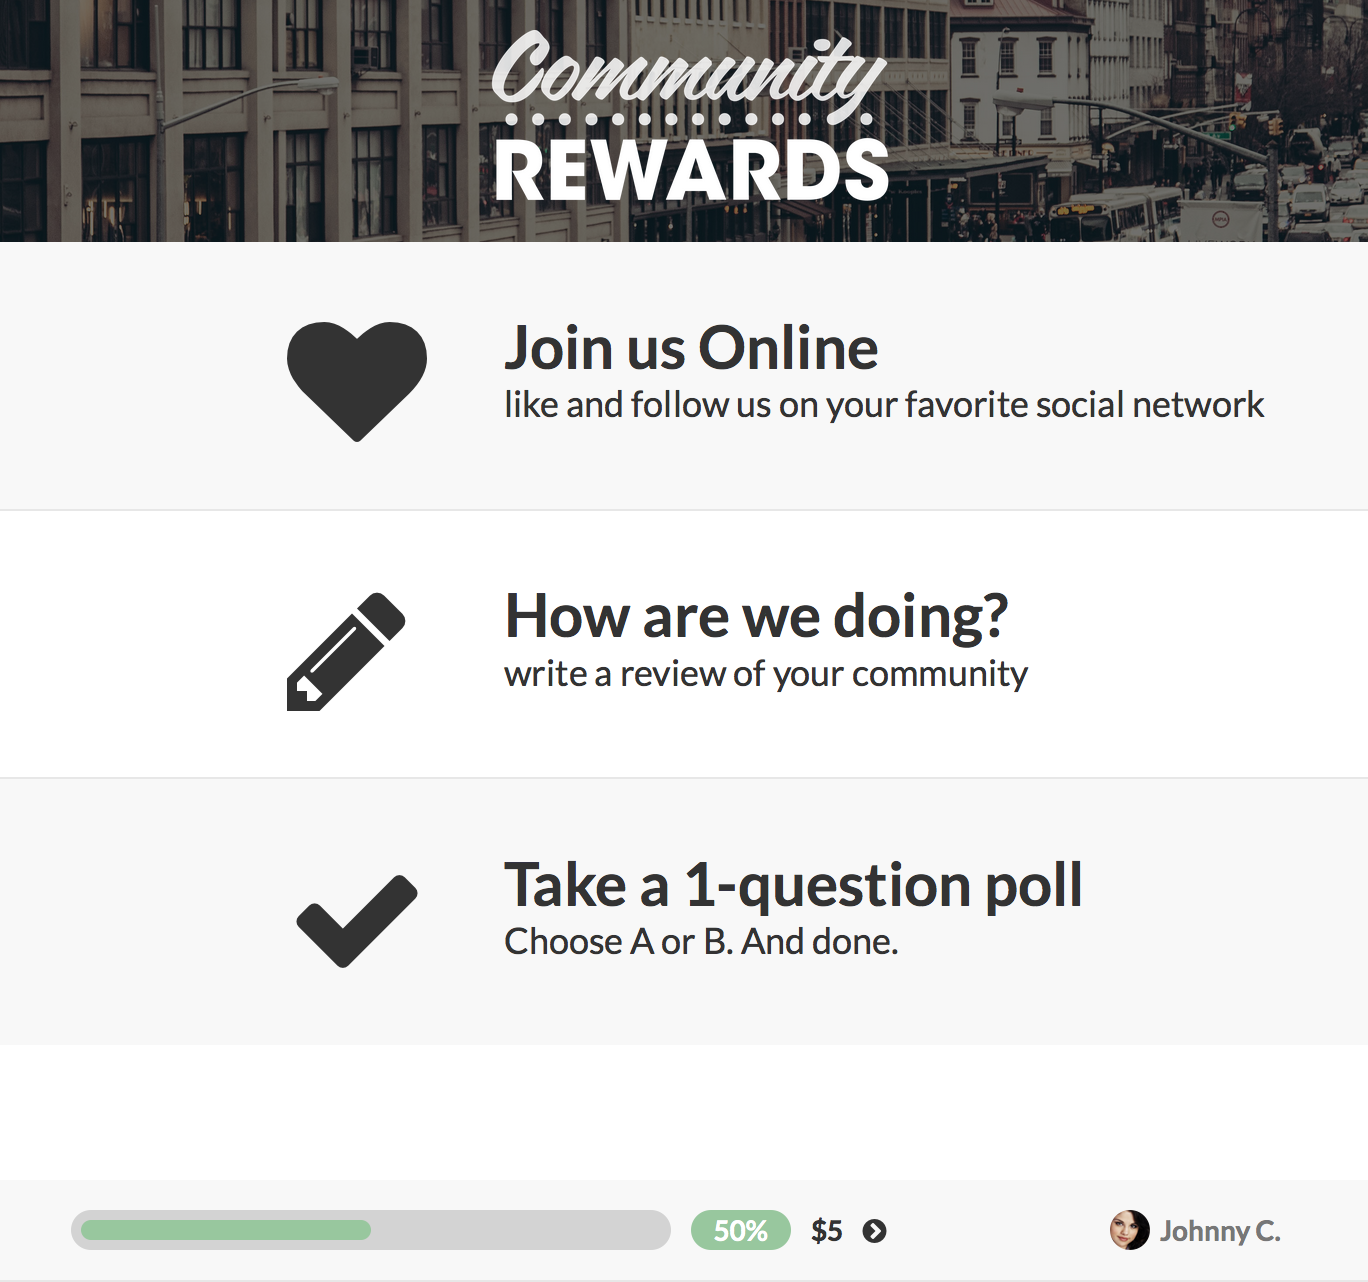 Community
REWARDS
Join us Online
like and follow us on your favorite social network
How are we doing?
write a review of your community
Take a 1-question poll
Choose A or B. And done.
50% $5 Johnny C.